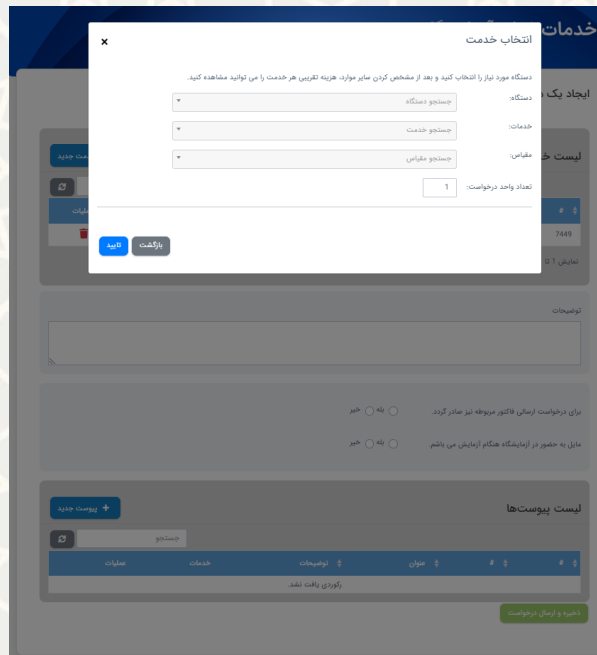 خدمات
انتخاب خدمت
×
دستگاه مورد نیاز را انتخاب کنید و بعد از مشخص کردن سایر موارد، هزینه تقریبی هر خدمت را می توانید مشاهده کنید.
دستگاه:
جستجو دستگاه
خدمات:
جستجو خدمت
مقیاس:
جستجو مقیاس
تعداد واحد درخواست:
1
بازگشت
تایید
ایجاد یک
لیست
جدید
#
عملیات
7449
نمایش 1 تا
توضیحات
برای درخواست ارسالی فاکتور مربوطه نیز صادر گردد.
بله
خیر
مایل به حضور در آزمایشگاه هنگام آزمایش می باشم.
بله
خیر
لیست پیوست‌ها
+ پیوست جدید
جستجو
# # عنوان توضیحات خدمات عملیات
رکوردی یافت نشد.
ذخیره و ارسال درخواست